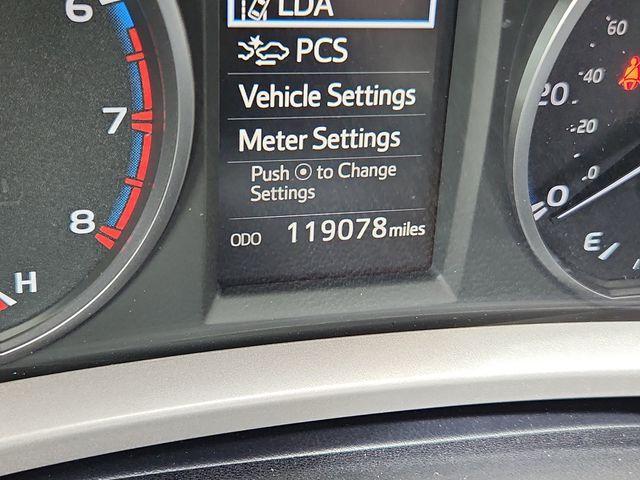 LDA
PCS
Vehicle Settings
Meter Settings
Push to Change
Settings
ODO 119078 miles
6
7
8
H
60
40
20
20
0
0
E